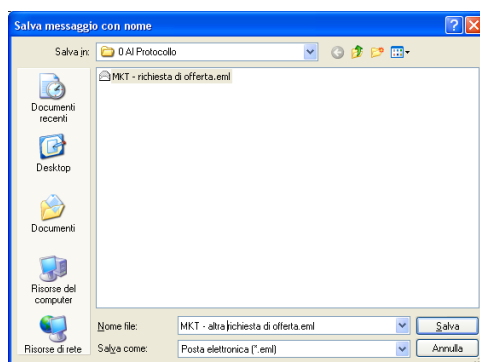 Salva messaggio con nome
Salva in: 0 Al Protocollo
MKT - richiesta di offerta.eml
Documenti
recenti
Desktop
Documenti
Risorse del
computer
Risorse di rete
Nome file: MKT - altra richiesta di offerta.eml Salva
Salva come: Posta elettronica (*.eml) Annulla